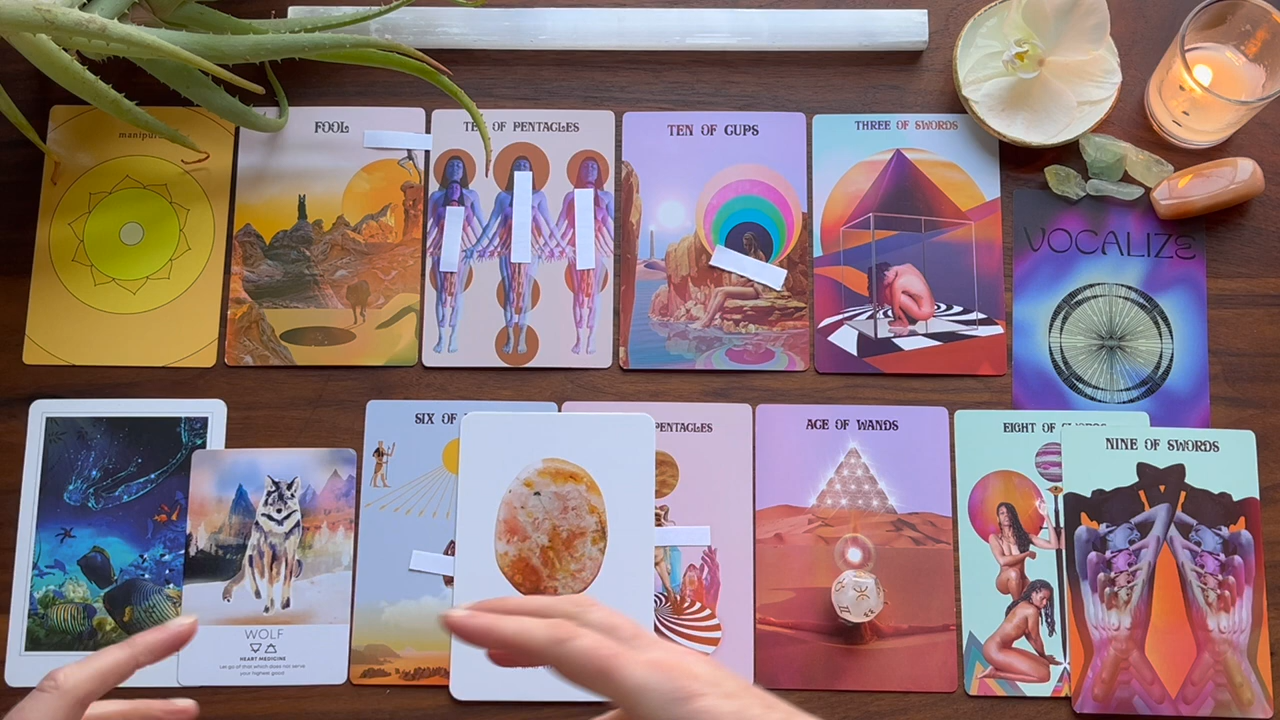 FOOL
TEN OF PENTACLES
TEN OF CUPS
THREE OF SWORDS
VOCALIZE
WOLF
HEART MEDICINE
Let go of that which does not serve
your highest good
SIX OF
PENTACLES
ACE OF WANDS
EIGHT OF SWORDS
NINE OF SWORDS